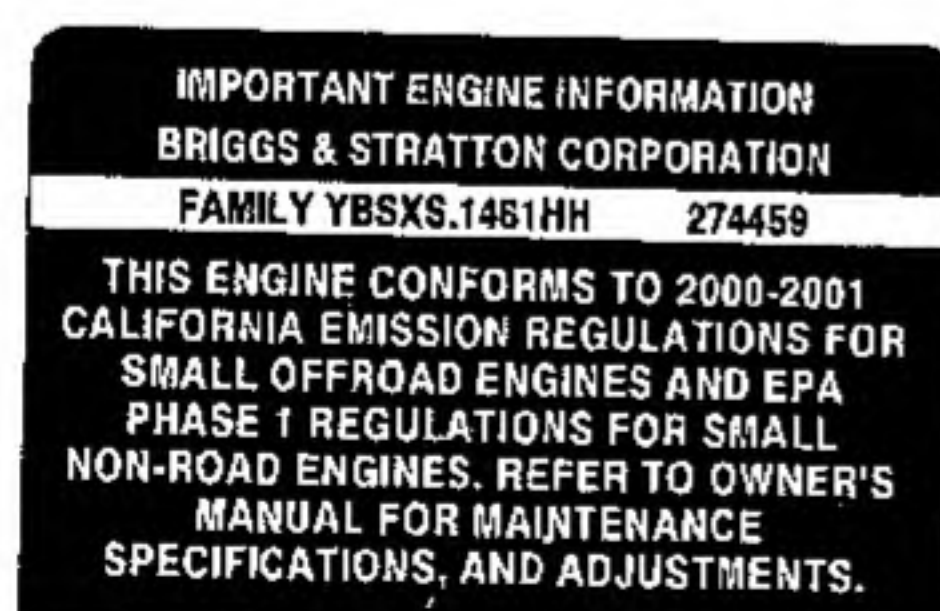 IMPORTANT ENGINE INFORMATION
BRIGGS & STRATTON CORPORATION
FAMILY YBSXS.1461HH 274459
THIS ENGINE CONFORMS TO 2000-2001
CALIFORNIA EMISSION REGULATIONS FOR
SMALL OFFROAD ENGINES AND EPA
PHASE 1 REGULATIONS FOR SMALL
NON-ROAD ENGINES. REFER TO OWNER'S
MANUAL FOR MAINTENANCE
SPECIFICATIONS, AND ADJUSTMENTS.